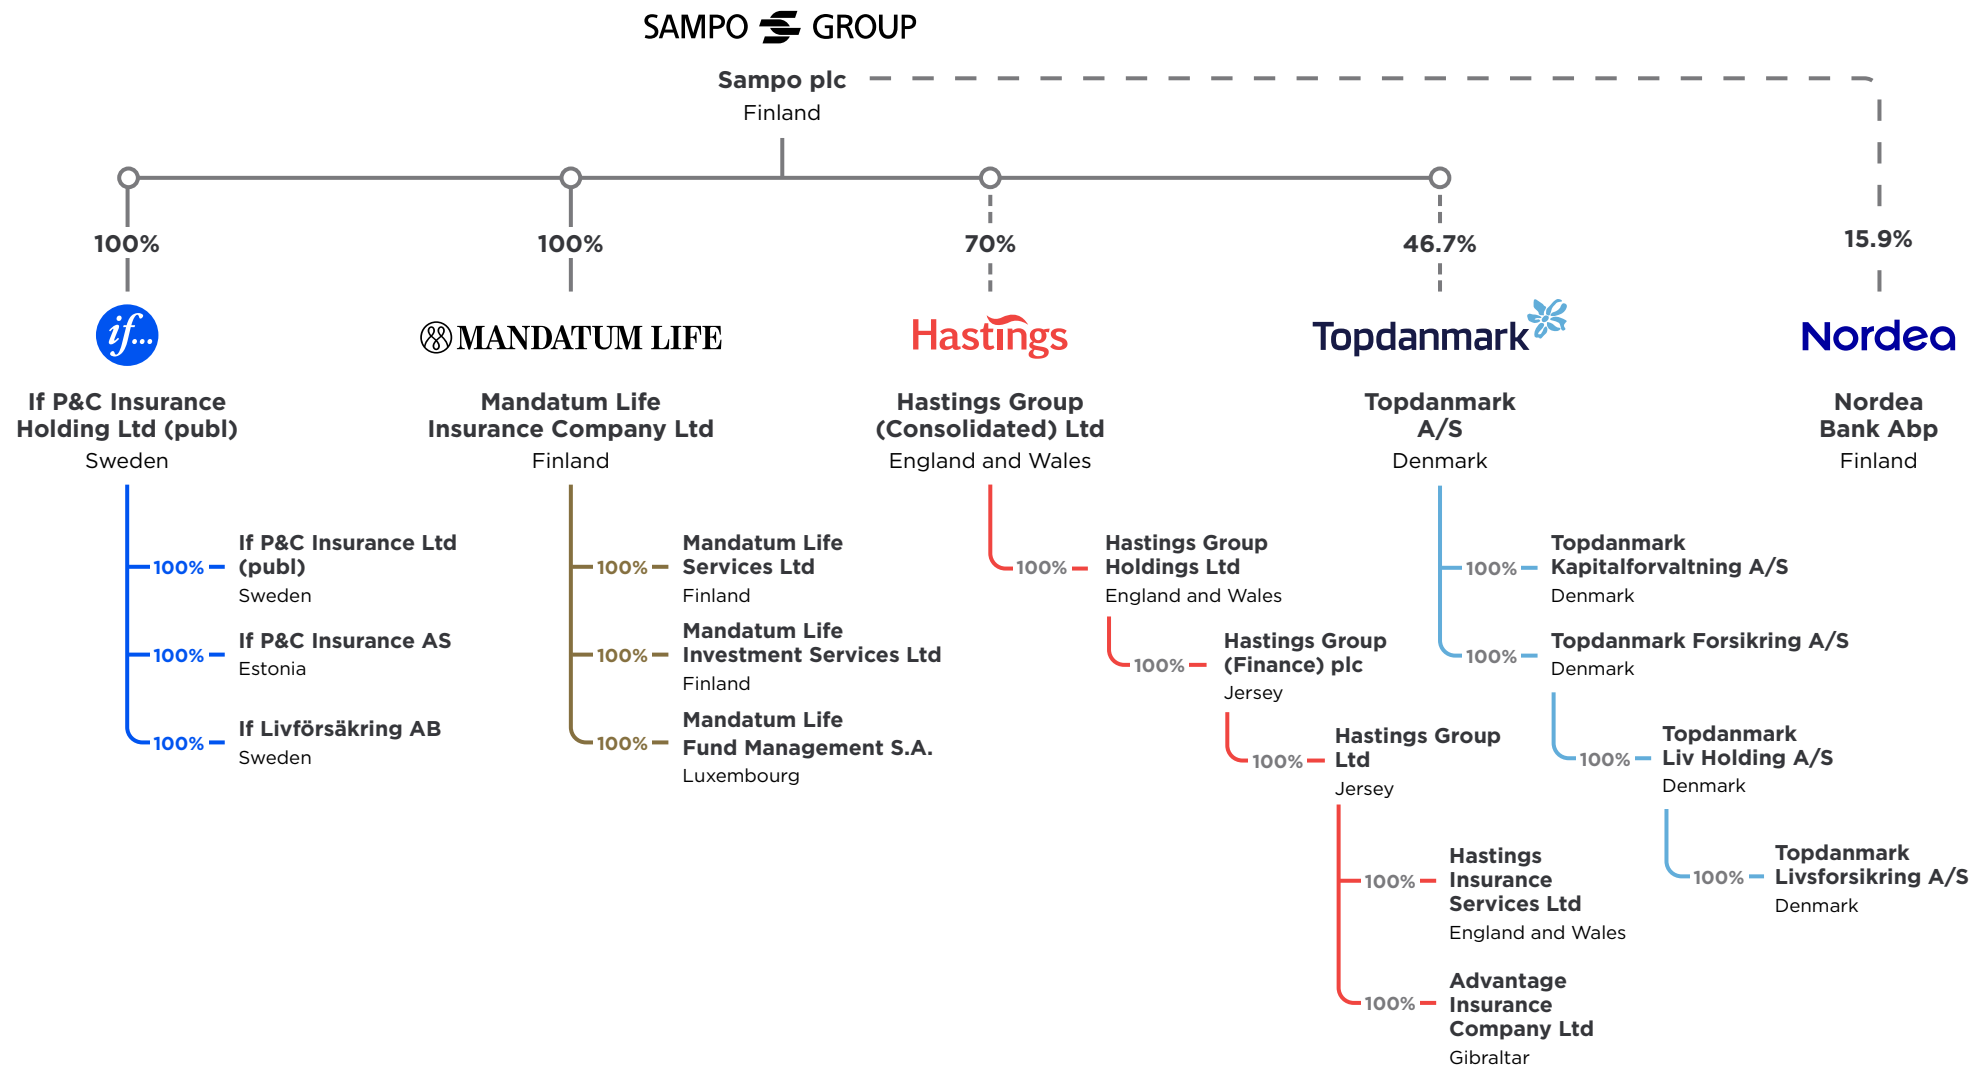 SAMPO GROUP
Sampo plc
Finland
100%
100%
70%
46.7%
15.9%
if...
MANDATUM LIFE
Hastings
Topdanmark
Nordea
If P&C Insurance
Holding Ltd (publ)
Sweden
Mandatum Life
Insurance Company Ltd
Finland
Hastings Group
(Consolidated) Ltd
England and Wales
Topdanmark
A/S
Denmark
Nordea
Bank Abp
Finland
100%
If P&C Insurance Ltd
(publ)
Sweden
100%
If P&C Insurance AS
Estonia
100%
If Livförsäkring AB
Sweden
100%
Mandatum Life
Services Ltd
Finland
100%
Mandatum Life
Investment Services Ltd
Finland
100%
Mandatum Life
Fund Management S.A.
Luxembourg
100%
Hastings Group
Holdings Ltd
England and Wales
100%
Hastings Group
(Finance) plc
Jersey
100%
Hastings Group
Ltd
Jersey
100%
Hastings
Insurance
Services Ltd
England and Wales
100%
Advantage
Insurance
Company Ltd
Gibraltar
100%
Topdanmark
Kapitalforvaltning A/S
Denmark
100%
Topdanmark Forsikring A/S
Denmark
100%
Topdanmark
Liv Holding A/S
Denmark
100%
Topdanmark
Livsforsikring A/S
Denmark